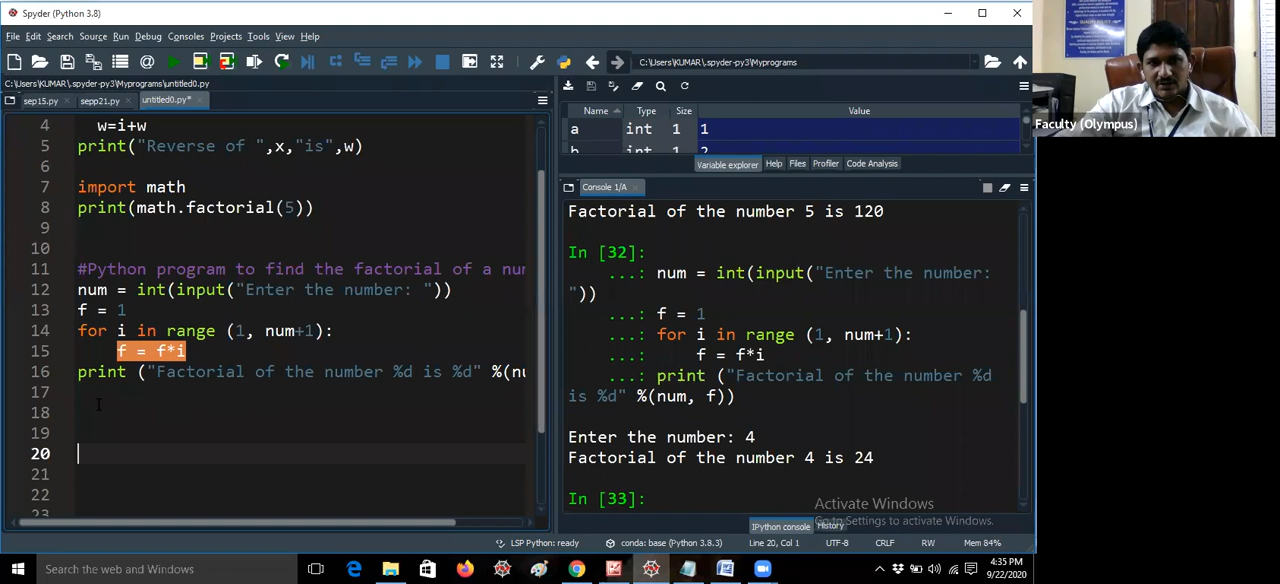 Spyder (Python 3.8)
File Edit Search Source Run Debug Consoles Projects Tools View Help
C:\Users\KUMAR\.spyder-py3\Myprograms
C:\Users\KUMAR\.spyder-py3\Myprograms\untitled0.py
sep15.py sepp21.py untitled0.py*
4 w=i+w
5 print("Reverse of ",x,"is",w)
6
7 import math
8 print(math.factorial(5))
9
10
11 #Python program to find the factorial of a num
12 num = int(input("Enter the number: "))
13 f = 1
14 for i in range (1, num+1):
15 f = f*i
16 print ("Factorial of the number %d is %d" %(nu
17
18
19
20
21
22
23
Name Type Size Value
a int 1 1
b int 1 2
Variable explorer Help Files Profiler Code Analysis
Console 1/A
Factorial of the number 5 is 120
In [32]:
...: num = int(input("Enter the number:
"))
...: f = 1
...: for i in range (1, num+1):
...: f = f*i
...: print ("Factorial of the number %d
is %d" %(num, f))
Enter the number: 4
Factorial of the number 4 is 24
In [33]:
Activate Windows
Go to Settings to activate Windows.
IPython console History
LSP Python: ready conda: base (Python 3.8.3) Line 20, Col 1 UTF-8 CRLF RW Mem 84%
Type here to search
4:35 PM
9/22/2020
Faculty (Olympus)